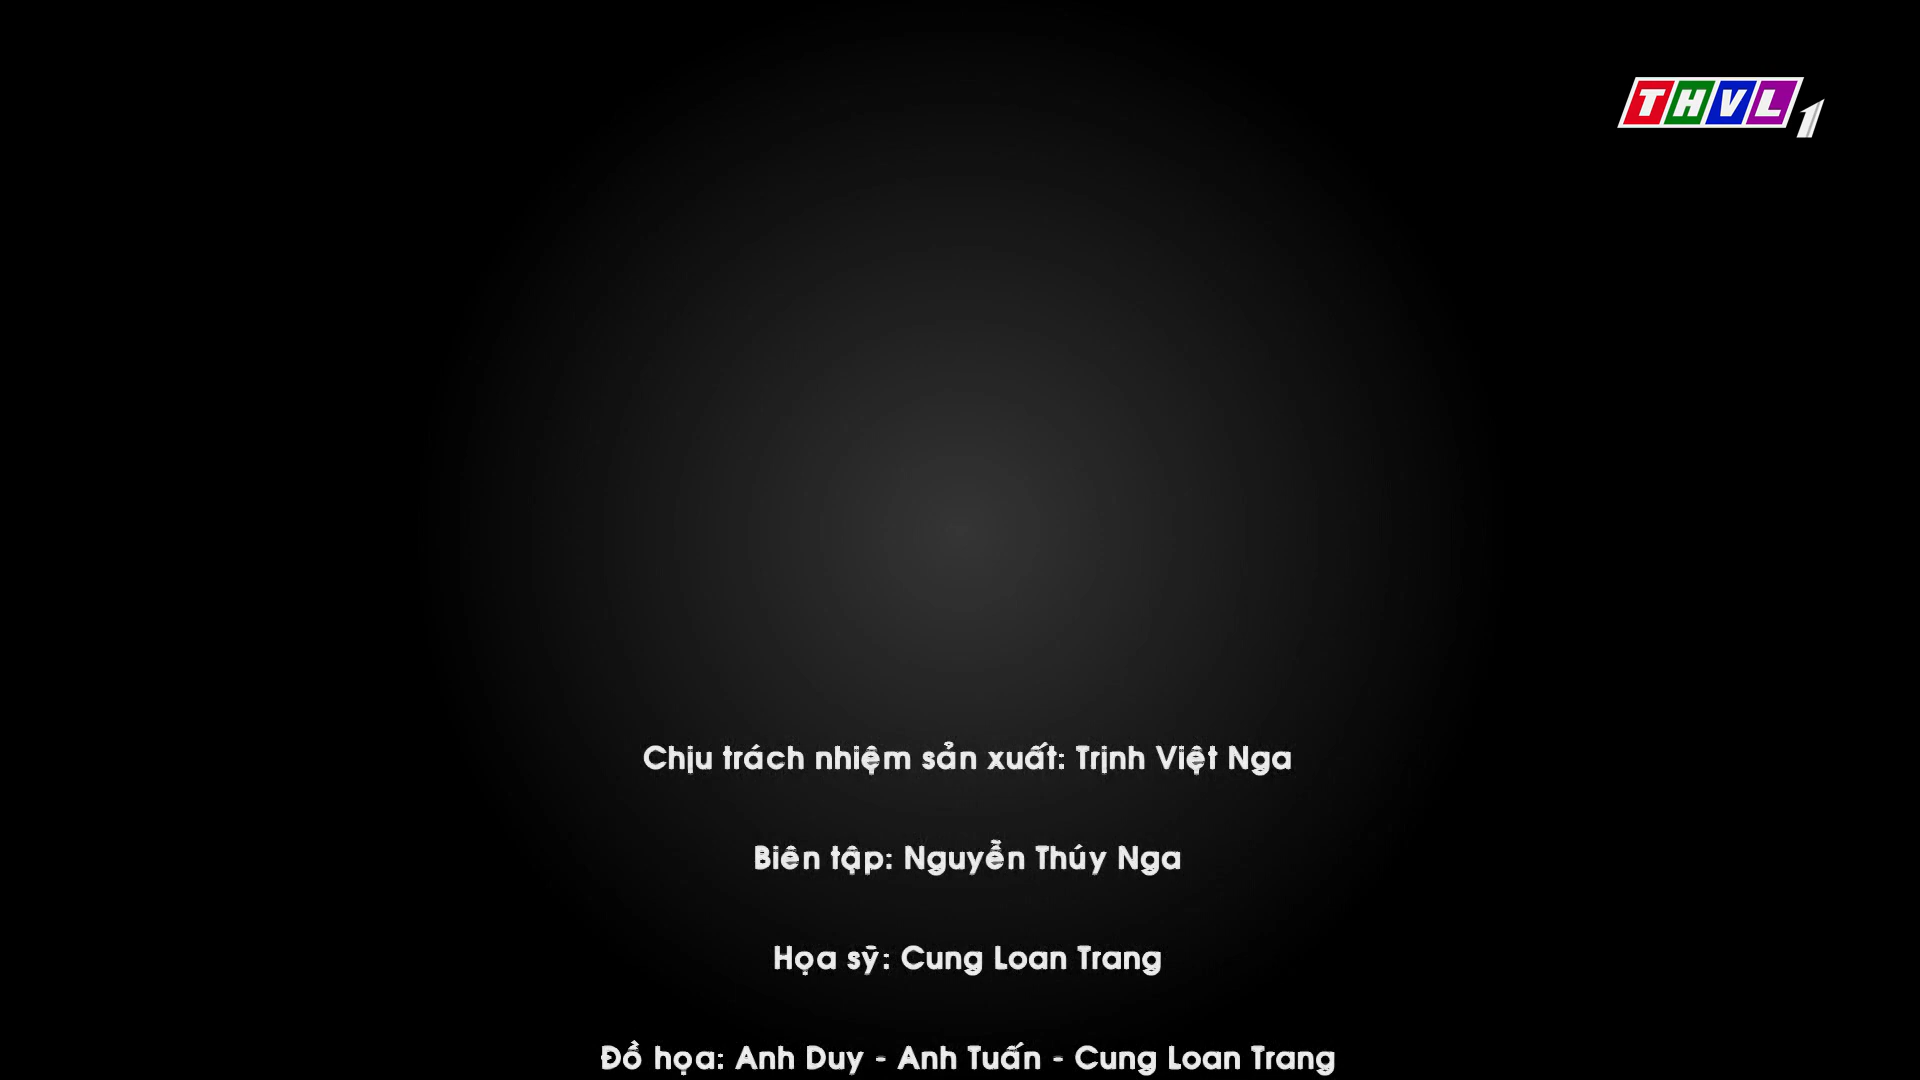 THVL1
Chịu trách nhiệm sản xuất: Trịnh Việt Nga
Biên tập: Nguyễn Thúy Nga
Họa sỹ: Cung Loan Trang
Đồ họa: Anh Duy - Anh Tuấn - Cung Loan Trang